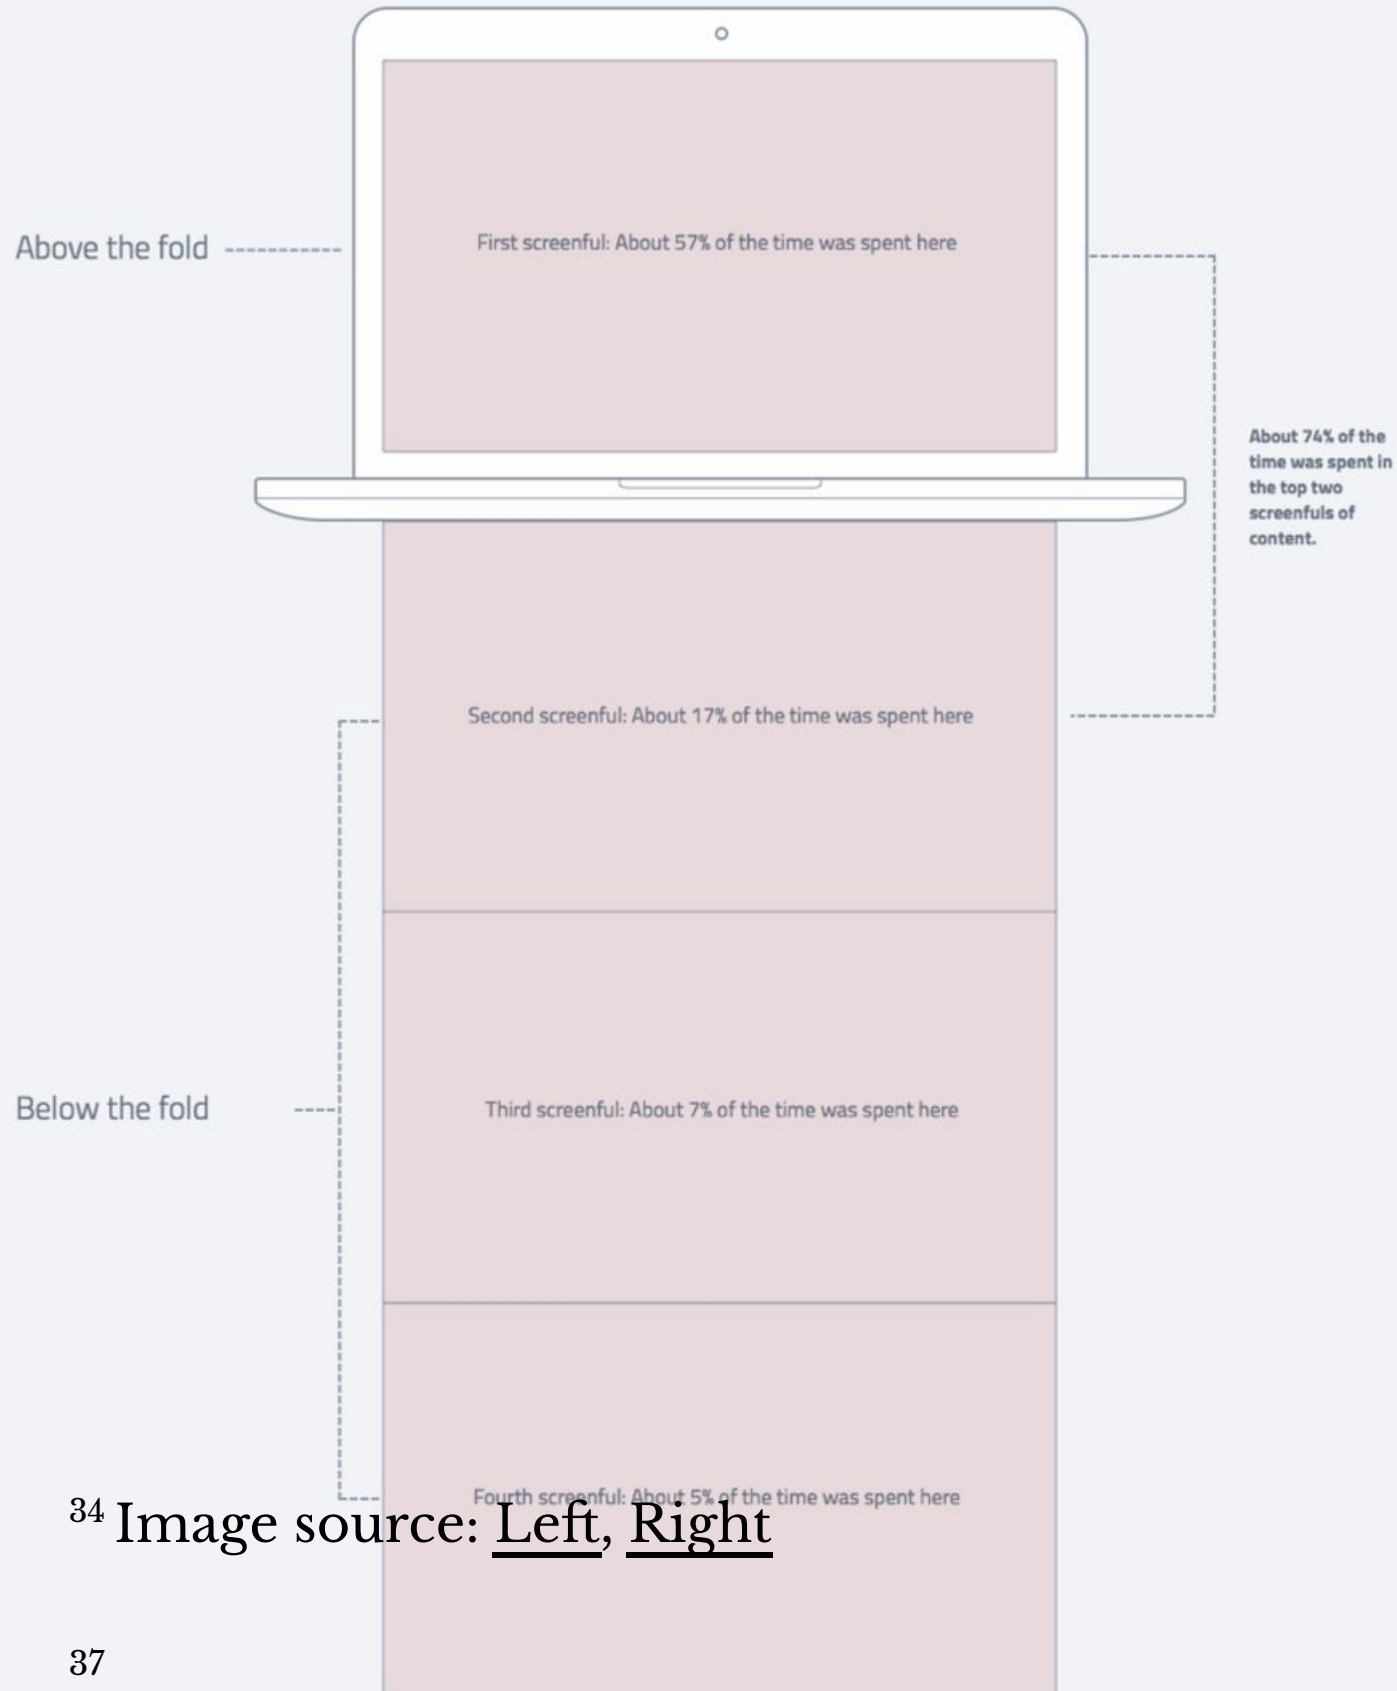 Above the fold
First screenful: About 57% of the time was spent here
About 74% of the
time was spent in
the top two
screenfuls of
content.
Second screenful: About 17% of the time was spent here
Below the fold
Third screenful: About 7% of the time was spent here
Fourth screenful: About 5% of the time was spent here
34 Image source: Left, Right
37